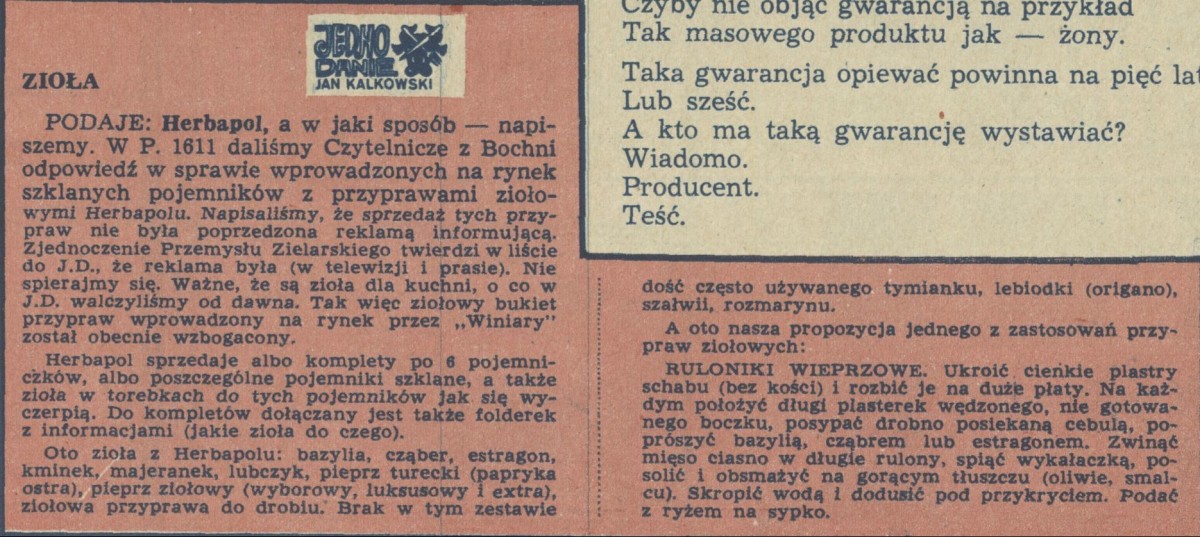 JEDNO
DANIE
JAN KALKOWSKI
ZIOŁA
PODAJE: Herbapol, a w jaki sposób — napi-
szemy. W P. 1611 daliśmy Czytelniczę z Bochni
odpowiedź w sprawie wprowadzonych na rynek
szklanych pojemników z przyprawami zioło-
wymi Herbapolu. Napisaliśmy, że sprzedaż tych przy-
praw nie była poprzedzona reklamą informującą.
Zjednoczenie Przemysłu Zielarskiego twierdzi w liście
do J.D., że reklama była (w telewizji i prasie). Nie
spierajmy się. Ważne, że są zioła dla kuchni, o co w
J.D. walczyliśmy od dawna. Tak więc ziołowy bukiet
przypraw wprowadzony na rynek przez „Winiary”
został obecnie wzbogacony.
Herbapol sprzedaje albo komplety po 6 pojemni-
czków, albo poszczególne pojemniki szklane, a także
zioła w torebkach do tych pojemników jak się wy-
czerpią. Do kompletów dołączany jest także folderek
z informacjami (jakie zioła do czego).
Oto zioła z Herbapolu: bazylia, cząber, estragon,
kminek, majeranek, lubczyk, pieprz turecki (papryka
ostra), pieprz ziołowy (wyborowy, luksusowy i extra),
ziołowa przyprawa do drobiu. Brak w tym zestawie
dość często używanego tymianku, lebiodki (origano),
szałwii, rozmarynu.
A oto nasza propozycja jednego z zastosowań przy-
praw ziołowych:
RULONIKI WIEPRZOWE. Ukroić cieńkie plastry
schabu (bez kości) i rozbić je na duże płaty. Na każ-
dym położyć długi plasterek wędzonego, nie gotowa-
nego boczku, posypać drobno posiekaną cebulą, po-
prószyć bazylią, cząbrem lub estragonem. Zwinąć
mięso ciasno w długie rulony, spiąć wykałaczką, po-
solić i obsmażyć na gorącym tłuszczu (oliwie, smal-
cu). Skropić wodą i dodusić pod przykryciem. Podać
z ryżem na sypko.
Czyby nie objąć gwarancją na przykład
Tak masowego produktu jak — żony.
Taka gwarancja opiewać powinna na pięć lat
Lub sześć.
A kto ma taką gwarancję wystawiać?
Wiadomo.
Producent.
Teść.